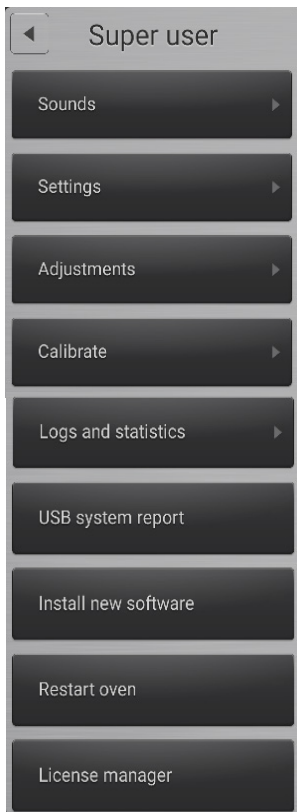 Super user
Sounds
Settings
Adjustments
Calibrate
Logs and statistics
USB system report
Install new software
Restart oven
License manager